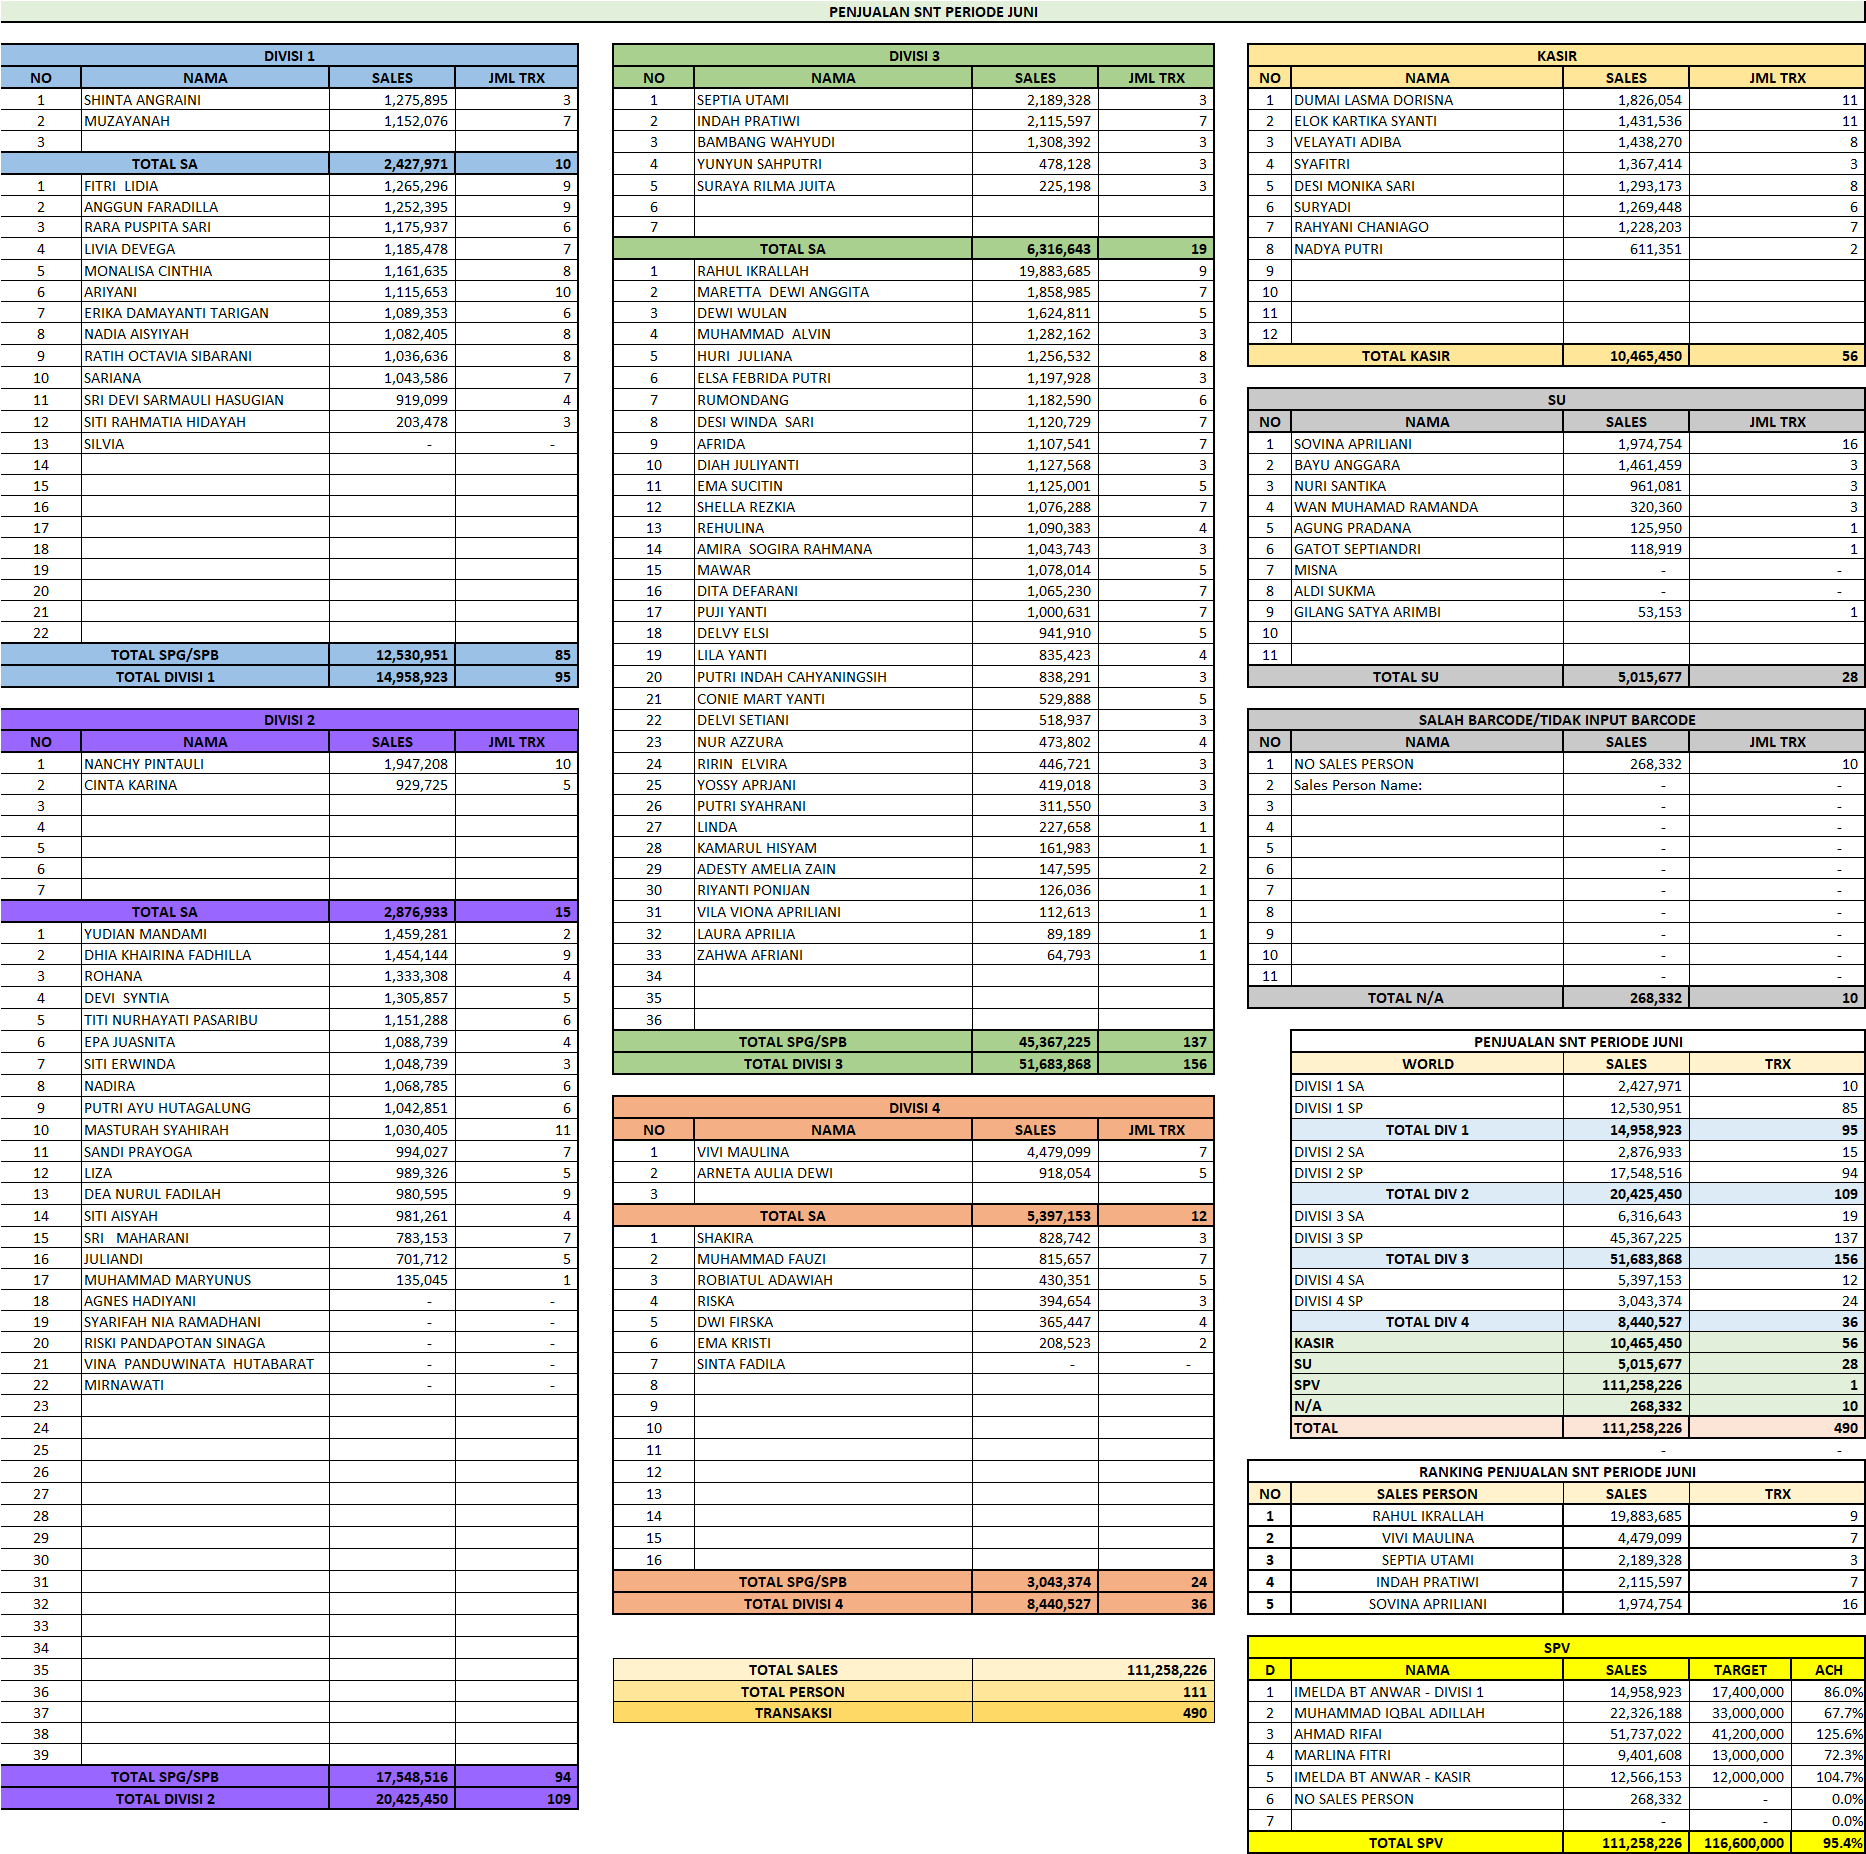 PENJUALAN SNT PERIODE JUNI
DIVISI 1
NO NAMA SALES JML TRX
1 SHINTA ANGRAINI 1,275,895 3
2 MUZAYANAH 1,152,076 7
3
TOTAL SA 2,427,971 10
1 FITRI  LIDIA 1,265,296 9
2 ANGGUN FARADILLA 1,252,395 9
3 RARA PUSPITA SARI 1,175,937 6
4 LIVIA DEVEGA 1,185,478 7
5 MONALISA CINTHIA 1,161,635 8
6 ARIYANI 1,115,653 10
7 ERIKA DAMAYANTI TARIGAN 1,089,353 6
8 NADIA AISYIYAH 1,082,405 8
9 RATIH OCTAVIA SIBARANI 1,036,636 8
10 SARIANA 1,043,586 7
11 SRI DEVI SARMAULI HASUGIAN 919,099 4
12 SITI RAHMATIA HIDAYAH 203,478 3
13 SILVIA - -
14
15
16
17
18
19
20
21
22
TOTAL SPG/SPB 12,530,951 85
TOTAL DIVISI 1 14,958,923 95
DIVISI 2
NO NAMA SALES JML TRX
1 NANCHY PINTAULI 1,947,208 10
2 CINTA KARINA 929,725 5
3
4
5
6
7
TOTAL SA 2,876,933 15
1 YUDIAN MANDAMI 1,459,281 2
2 DHIA KHAIRINA FADHILLA 1,454,144 9
3 ROHANA 1,333,308 4
4 DEVI  SYNTIA 1,305,857 5
5 TITI NURHAYATI PASARIBU 1,151,288 6
6 EPA JUASNITA 1,088,739 4
7 SITI ERWINDA 1,048,739 3
8 NADIRA 1,068,785 6
9 PUTRI AYU HUTAGALUNG 1,042,851 6
10 MASTURAH SYAHIRAH 1,030,405 11
11 SANDI PRAYOGA 994,027 7
12 LIZA 989,326 5
13 DEA NURUL FADILAH 980,595 9
14 SITI AISYAH 981,261 4
15 SRI   MAHARANI 783,153 7
16 JULIANDI 701,712 5
17 MUHAMMAD MARYUNUS 135,045 1
18 AGNES HADIYANI - -
19 SYARIFAH NIA RAMADHANI - -
20 RISKI PANDAPOTAN SINAGA - -
21 VINA  PANDUWINATA  HUTABARAT - -
22 MIRNAWATI - -
23
24
25
26
27
28
29
30
31
32
33
34
35
36
37
38
39
TOTAL SPG/SPB 17,548,516 94
TOTAL DIVISI 2 20,425,450 109
DIVISI 3
NO NAMA SALES JML TRX
1 SEPTIA UTAMI 2,189,328 3
2 INDAH PRATIWI 2,115,597 7
3 BAMBANG WAHYUDI 1,308,392 3
4 YUNYUN SAHPUTRI 478,128 3
5 SURAYA RILMA JUITA 225,198 3
6
7
TOTAL SA 6,316,643 19
1 RAHUL IKRALLAH 19,883,685 9
2 MARETTA  DEWI ANGGITA 1,858,985 7
3 DEWI WULAN 1,624,811 5
4 MUHAMMAD  ALVIN 1,282,162 3
5 HURI  JULIANA 1,256,532 8
6 ELSA FEBRIDA PUTRI 1,197,928 3
7 RUMONDANG 1,182,590 6
8 DESI WINDA  SARI 1,120,729 7
9 AFRIDA 1,107,541 7
10 DIAH JULIYANTI 1,127,568 3
11 EMA SUCITIN 1,125,001 5
12 SHELLA REZKIA 1,076,288 7
13 REHULINA 1,090,383 4
14 AMIRA  SOGIRA RAHMANA 1,043,743 3
15 MAWAR 1,078,014 5
16 DITA DEFARANI 1,065,230 7
17 PUJI YANTI 1,000,631 7
18 DELVY ELSI 941,910 5
19 LILA YANTI 835,423 4
20 PUTRI INDAH CAHYANINGSIH 838,291 3
21 CONIE MART YANTI 529,888 5
22 DELVI SETIANI 518,937 3
23 NUR AZZURA 473,802 4
24 RIRIN  ELVIRA 446,721 3
25 YOSSY APRJANI 419,018 3
26 PUTRI SYAHRANI 311,550 3
27 LINDA 227,658 1
28 KAMARUL HISYAM 161,983 1
29 ADESTY AMELIA ZAIN 147,595 2
30 RIYANTI PONIJAN 126,036 1
31 VILA VIONA APRILIANI 112,613 1
32 LAURA APRILIA 89,189 1
33 ZAHWA AFRIANI 64,793 1
34
35
36
TOTAL SPG/SPB 45,367,225 137
TOTAL DIVISI 3 51,683,868 156
DIVISI 4
NO NAMA SALES JML TRX
1 VIVI MAULINA 4,479,099 7
2 ARNETA AULIA DEWI 918,054 5
3
TOTAL SA 5,397,153 12
1 SHAKIRA 828,742 3
2 MUHAMMAD FAUZI 815,657 7
3 ROBIATUL ADAWIAH 430,351 5
4 RISKA 394,654 3
5 DWI FIRSKA 365,447 4
6 EMA KRISTI 208,523 2
7 SINTA FADILA - -
8
9
10
11
12
13
14
15
16
TOTAL SPG/SPB 3,043,374 24
TOTAL DIVISI 4 8,440,527 36
TOTAL SALES 111,258,226
TOTAL PERSON 111
TRANSAKSI 490
KASIR
NO NAMA SALES JML TRX
1 DUMAI LASMA DORISNA 1,826,054 11
2 ELOK KARTIKA SYANTI 1,431,536 11
3 VELAYATI ADIBA 1,438,270 8
4 SYAFITRI 1,367,414 3
5 DESI MONIKA SARI 1,293,173 8
6 SURYADI 1,269,448 6
7 RAHYANI CHANIAGO 1,228,203 7
8 NADYA PUTRI 611,351 2
9
10
11
12
TOTAL KASIR 10,465,450 56
SU
NO NAMA SALES JML TRX
1 SOVINA APRILIANI 1,974,754 16
2 BAYU ANGGARA 1,461,459 3
3 NURI SANTIKA 961,081 3
4 WAN MUHAMAD RAMANDA 320,360 3
5 AGUNG PRADANA 125,950 1
6 GATOT SEPTIANDRI 118,919 1
7 MISNA - -
8 ALDI SUKMA - -
9 GILANG SATYA ARIMBI 53,153 1
10
11
TOTAL SU 5,015,677 28
SALAH BARCODE/TIDAK INPUT BARCODE
NO NAMA SALES JML TRX
1 NO SALES PERSON 268,332 10
2 Sales Person Name: - -
3 - -
4 - -
5 - -
6 - -
7 - -
8 - -
9 - -
10 - -
11 - -
TOTAL N/A 268,332 10
PENJUALAN SNT PERIODE JUNI
WORLD SALES TRX
DIVISI 1 SA 2,427,971 10
DIVISI 1 SP 12,530,951 85
TOTAL DIV 1 14,958,923 95
DIVISI 2 SA 2,876,933 15
DIVISI 2 SP 17,548,516 94
TOTAL DIV 2 20,425,450 109
DIVISI 3 SA 6,316,643 19
DIVISI 3 SP 45,367,225 137
TOTAL DIV 3 51,683,868 156
DIVISI 4 SA 5,397,153 12
DIVISI 4 SP 3,043,374 24
TOTAL DIV 4 8,440,527 36
KASIR 10,465,450 56
SU 5,015,677 28
SPV 111,258,226 1
N/A 268,332 10
TOTAL 111,258,226 490
- -
RANKING PENJUALAN SNT PERIODE JUNI
NO SALES PERSON SALES TRX
1 RAHUL IKRALLAH 19,883,685 9
2 VIVI MAULINA 4,479,099 7
3 SEPTIA UTAMI 2,189,328 3
4 INDAH PRATIWI 2,115,597 7
5 SOVINA APRILIANI 1,974,754 16
SPV
D NAMA SALES TARGET ACH
1 IMELDA BT ANWAR - DIVISI 1 14,958,923 17,400,000 86.0%
2 MUHAMMAD IQBAL ADILLAH 22,326,188 33,000,000 67.7%
3 AHMAD RIFAI 51,737,022 41,200,000 125.6%
4 MARLINA FITRI 9,401,608 13,000,000 72.3%
5 IMELDA BT ANWAR - KASIR 12,566,153 12,000,000 104.7%
6 NO SALES PERSON 268,332 - 0.0%
7 - - 0.0%
TOTAL SPV 111,258,226 116,600,000 95.4%